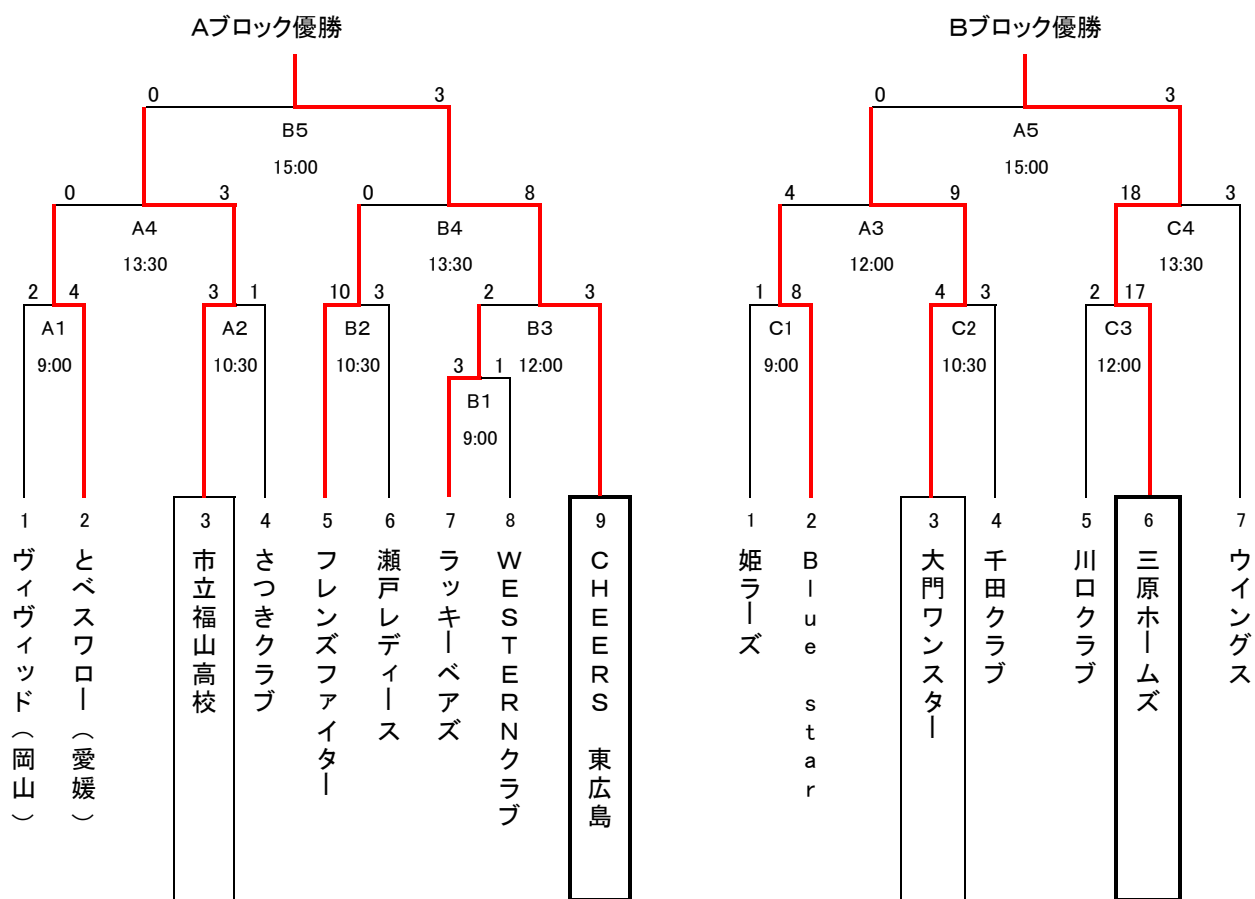 Aブロック優勝
Bブロック優勝
0 3
B5
15:00
0 3
A5
15:00
0 3
A4
13:30
0 8
B4
13:30
4 9
A3
12:00
18 3
C4
13:30
2 4
A1
9:00
3 1
A2
10:30
10 3
B2
10:30
2 3
B3
12:00
3 1
B1
9:00
1 8
C1
9:00
4 3
C2
10:30
2 17
C3
12:00
1
ヴィヴィッド（岡山）
2
とべスワロー（愛媛）
3
市立福山高校
4
さつきクラブ
5
フレンズファイター
6
瀬戸レディース
7
ラッキーベアズ
8
WESTERNクラブ
9
CHEERS 東広島
1
姫ラーズ
2
Blue star
3
大門ワンスター
4
千田クラブ
5
川口クラブ
6
三原ホームズ
7
ウイングス